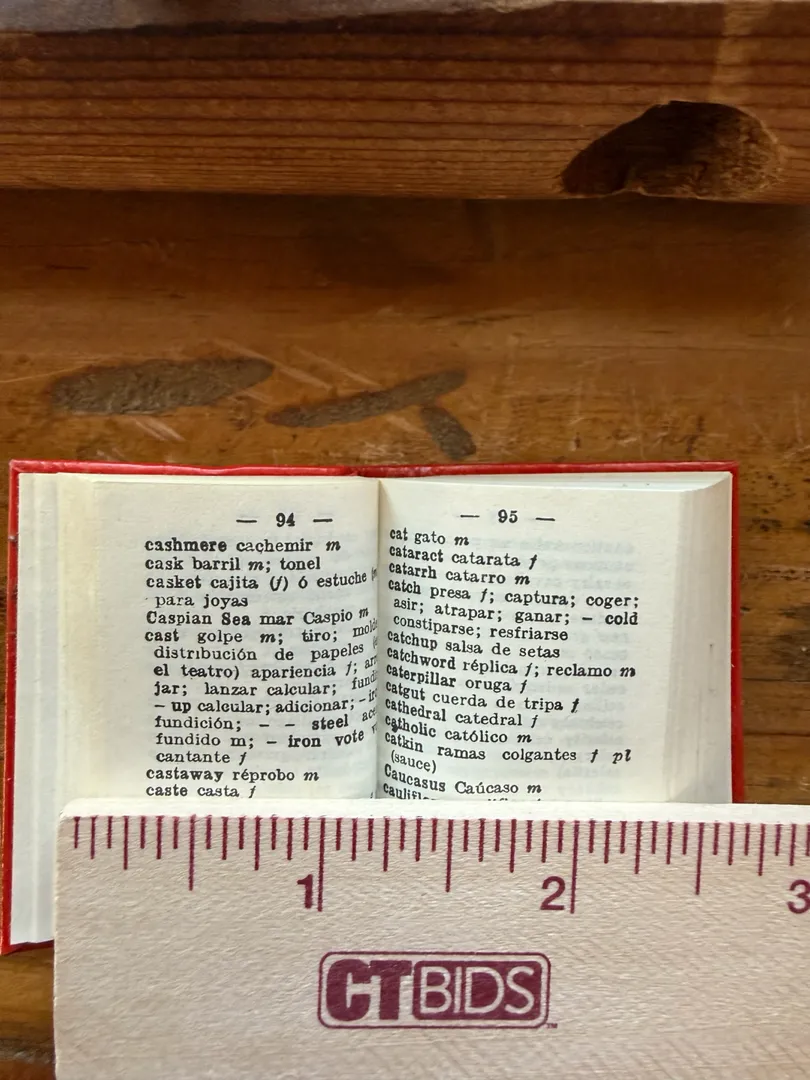 — 94 —
cashmere cachemir m
cask barril m; tonel
casket cajita (f) ó estuche
para joyas
Caspian Sea mar Caspio m
cast golpe m; tiro;
distribución de papeles
el teatro) apariencia f;
jar; lanzar calcular;
— up calcular; adicionar;
fundición; — — steel
fundido m; — iron vote
cantante f
castaway réprobo m
caste casta f
— 95 —
cat gato m
cataract catarata f
catarrh catarro m
catch presa f; captura; coger;
asir; atrapar; ganar; — cold
constiparse; resfriarse
catchup salsa de setas
catchword réplica f; reclamo m
caterpillar oruga f
catgut cuerda de tripa f
cathedral catedral f
catholic católico m
catkin ramas colgantes f pl
(sauce)
Caucasus Caúcaso m
1 2 3
CTBIDS™